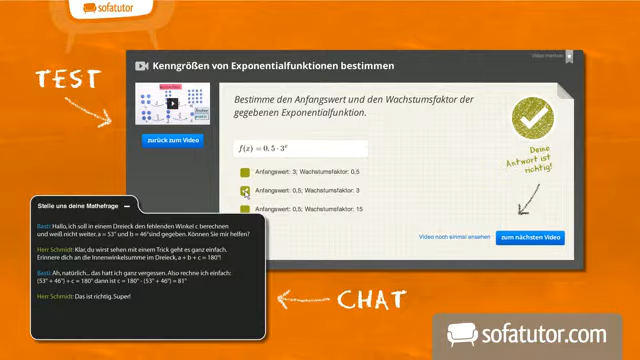 sofatutor
Video merken
Kenngrößen von Exponentialfunktionen bestimmen
TEST
Bestimme den Anfangswert und den Wachstumsfaktor der
gegebenen Exponentialfunktion.
f(x) = 0,5 · 3ˣ
zurück zum Video
Anfangswert: 3; Wachstumsfaktor: 0,5
Anfangswert: 0,5; Wachstumsfaktor: 3
Anfangswert: 0,5; Wachstumsfaktor: 15
Deine
Antwort ist
richtig!
Video noch einmal ansehen
zum nächsten Video
Stelle uns deine Mathefrage
Basti: Hallo, ich soll in einem Dreieck den fehlenden Winkel c berechnen
und weiß nicht weiter. a = 53° und b = 46°sind gegeben. Können Sie mir helfen?
Herr Schmidt: Klar, du wirst sehen mit einem Trick geht es ganz einfach.
Erinnere dich an die Innenwinkelsumme im Dreieck, a + b + c = 180°!
Basti: Ah, natürlich... das hatt ich ganz vergessen. Also rechne ich einfach:
(53° + 46°) + c = 180° dann ist c = 180° - (53° + 46°) = 81°
Herr Schmidt: Das ist richtig. Super!
CHAT
sofatutor.com